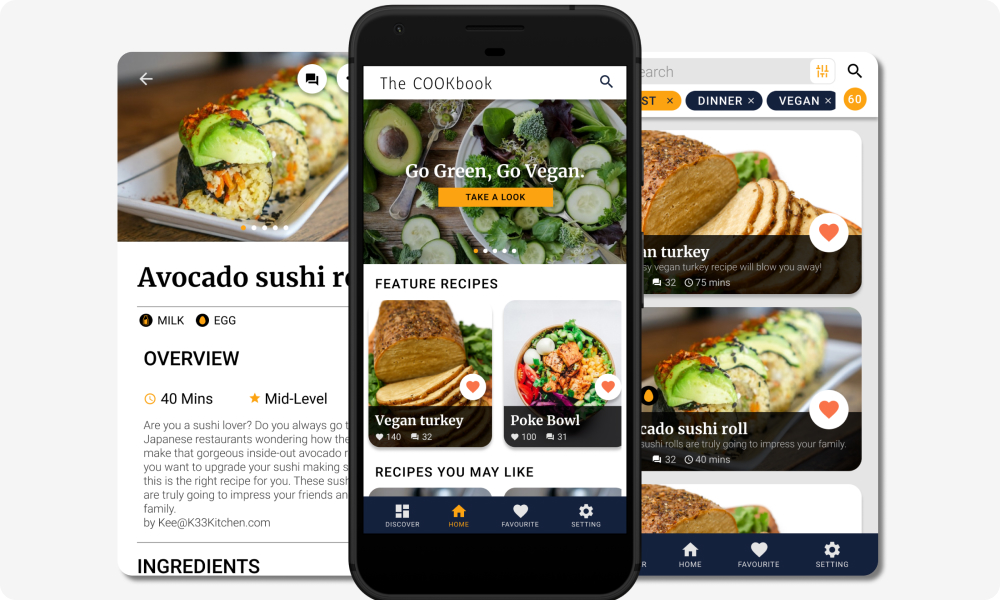 Avocado sushi
MILK EGG
OVERVIEW
40 Mins Mid-Level
Are you a sushi lover? Do you always go
Japanese restaurants wondering how the
make that gorgeous inside-out avocado
you want to upgrade your sushi making
this is the right recipe for you. These
are truly going to impress your friends
family.
by Kee@K33Kitchen.com
INGREDIENTS
The COOKbook
Go Green, Go Vegan.
TAKE A LOOK
FEATURE RECIPES
Vegan turkey
140 32
Poke Bowl
100 31
RECIPES YOU MAY LIKE
DISCOVER HOME FAVOURITE SETTING
earch
ST × DINNER × VEGAN × 60
an turkey
sy vegan turkey recipe will blow you away!
32 75 mins
cado sushi roll
sushi rolls are truly going to impress your family.
32 40 mins
R HOME FAVOURITE SETTING